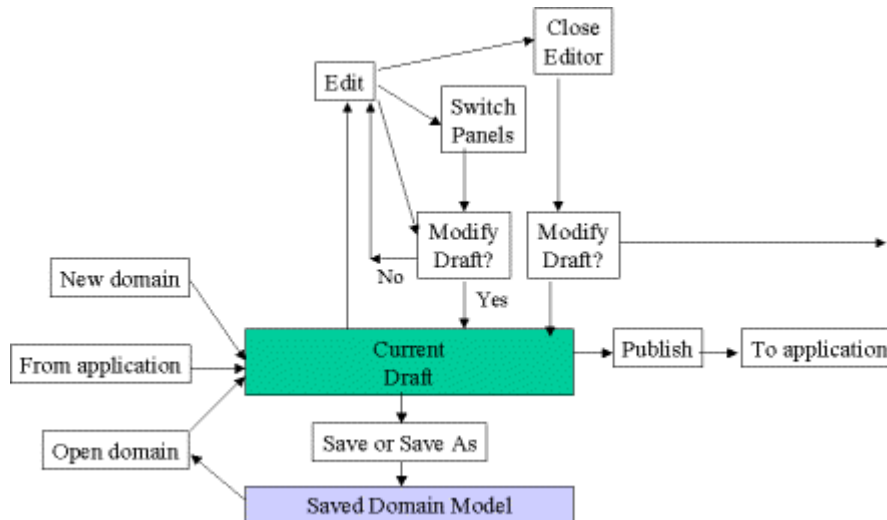 Close
Editor
Edit
Switch
Panels
Modify
Draft?
Modify
Draft?
No
Yes
New domain
From application
Current
Draft
Publish
To application
Open domain
Save or Save As
Saved Domain Model